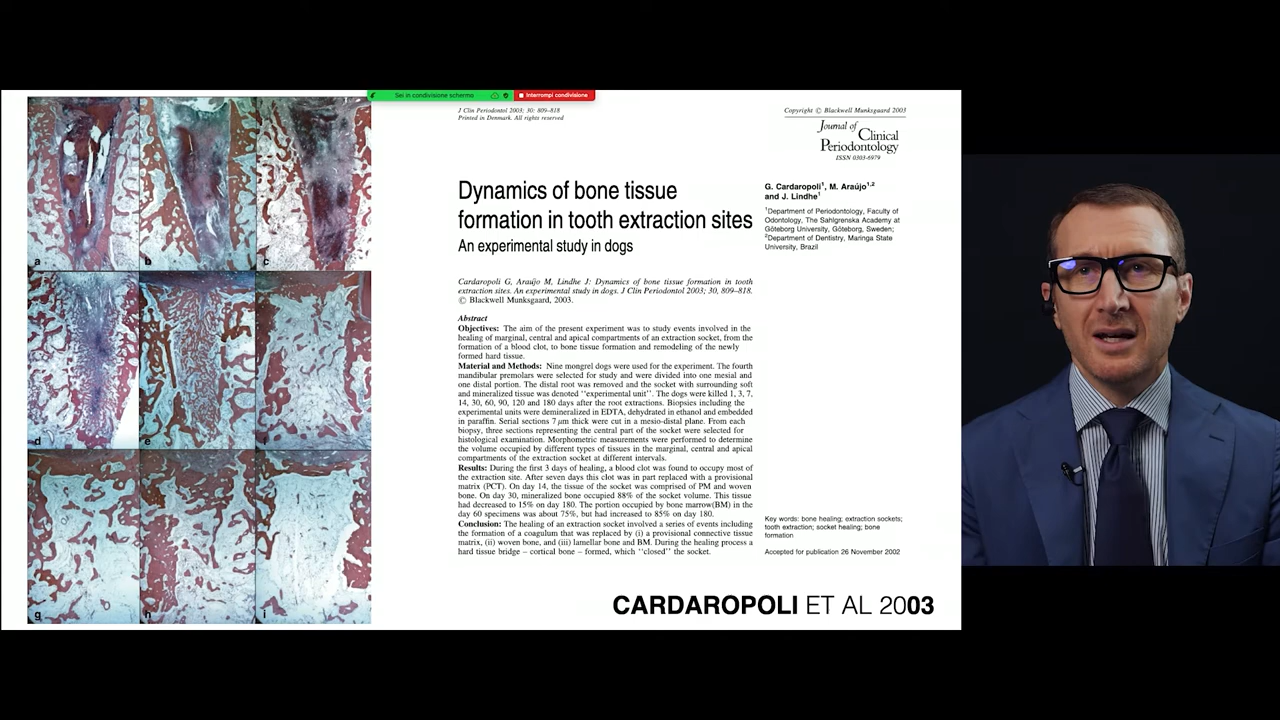 Sei in condivisione schermo
Interrompi condivisione
J Clin Periodontol 2003; 30: 809–818
Printed in Denmark. All rights reserved
Copyright © Blackwell Munksgaard 2003
Journal of
Clinical
Periodontology
ISSN 0303-6979
Dynamics of bone tissue
formation in tooth extraction sites
An experimental study in dogs
G. Cardaropoli1, M. Araújo1,2
and J. Lindhe1
1Department of Periodontology, Faculty of
Odontology, The Sahlgrenska Academy at
Göteborg University, Göteborg, Sweden;
2Department of Dentistry, Maringa State
University, Brazil
Cardaropoli G, Araújo M, Lindhe J: Dynamics of bone tissue formation in tooth
extraction sites. An experimental study in dogs. J Clin Periodontol 2003; 30, 809–818.
© Blackwell Munksgaard, 2003.
Abstract
Objectives: The aim of the present experiment was to study events involved in the
healing of marginal, central and apical compartments of an extraction socket, from the
formation of a blood clot, to bone tissue formation and remodeling of the newly
formed hard tissue.
Material and Methods: Nine mongrel dogs were used for the experiment. The fourth
mandibular premolars were selected for study and were divided into one mesial and
one distal portion. The distal root was removed and the socket with surrounding soft
and mineralized tissue was denoted ‘‘experimental unit’’. The dogs were killed 1, 3, 7,
14, 30, 60, 90, 120 and 180 days after the root extractions. Biopsies including the
experimental units were demineralized in EDTA, dehydrated in ethanol and embedded
in paraffin. Serial sections 7 µm thick were cut in a mesio-distal plane. From each
biopsy, three sections representing the central part of the socket were selected for
histological examination. Morphometric measurements were performed to determine
the volume occupied by different types of tissues in the marginal, central and apical
compartments of the extraction socket at different intervals.
Results: During the first 3 days of healing, a blood clot was found to occupy most of
the extraction site. After seven days this clot was in part replaced with a provisional
matrix (PCT). On day 14, the tissue of the socket was comprised of PM and woven
bone. On day 30, mineralized bone occupied 88% of the socket volume. This tissue
had decreased to 15% on day 180. The portion occupied by bone marrow(BM) in the
day 60 specimens was about 75%, but had increased to 85% on day 180.
Conclusion: The healing of an extraction socket involved a series of events including
the formation of a coagulum that was replaced by (i) a provisional connective tissue
matrix, (ii) woven bone, and (iii) lamellar bone and BM. During the healing process a
hard tissue bridge – cortical bone – formed, which ‘‘closed’’ the socket.
Key words: bone healing; extraction sockets;
tooth extraction; socket healing; bone
formation
Accepted for publication 26 November 2002
a
b
c
d
e
f
g
h
i
CARDAROPOLI ET AL 2003